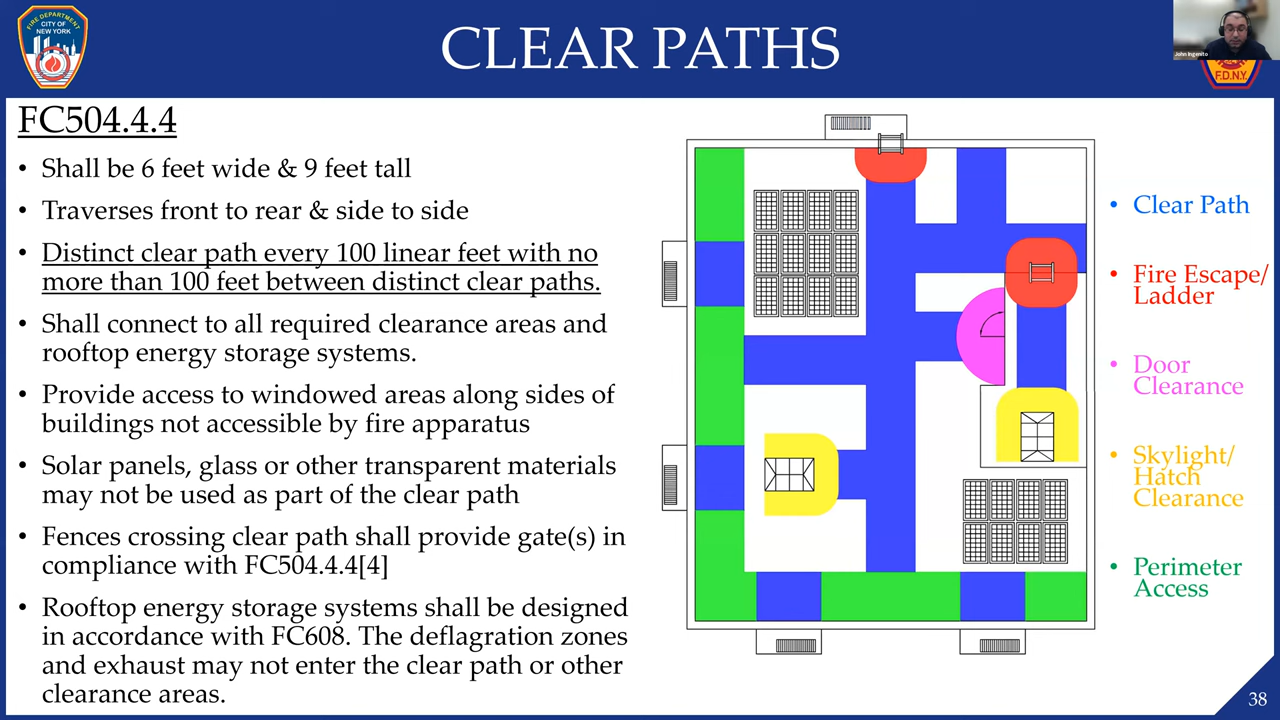 FIRE DEPARTMENT
CITY OF
NEW YORK
CLEAR PATHS
John Ingenito
F.D.N.Y.
FC504.4.4
• Shall be 6 feet wide & 9 feet tall
• Traverses front to rear & side to side
• Distinct clear path every 100 linear feet with no
more than 100 feet between distinct clear paths.
• Shall connect to all required clearance areas and
rooftop energy storage systems.
• Provide access to windowed areas along sides of
buildings not accessible by fire apparatus
• Solar panels, glass or other transparent materials
may not be used as part of the clear path
• Fences crossing clear path shall provide gate(s) in
compliance with FC504.4.4[4]
• Rooftop energy storage systems shall be designed
in accordance with FC608. The deflagration zones
and exhaust may not enter the clear path or other
clearance areas.
• Clear Path
• Fire Escape/
Ladder
• Door
Clearance
• Skylight/
Hatch
Clearance
• Perimeter
Access
38